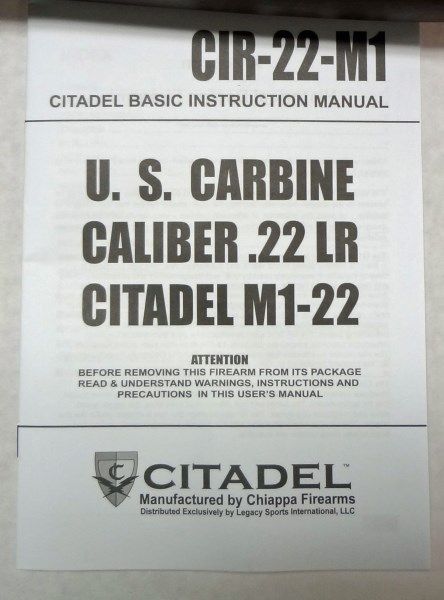 CIR-22-M1
CITADEL BASIC INSTRUCTION MANUAL
U. S. CARBINE
CALIBER .22 LR
CITADEL M1-22
ATTENTION
BEFORE REMOVING THIS FIREARM FROM ITS PACKAGE
READ & UNDERSTAND WARNINGS, INSTRUCTIONS AND
PRECAUTIONS IN THIS USER'S MANUAL
C
CITADEL™
Manufactured by Chiappa Firearms
Distributed Exclusively by Legacy Sports International, LLC